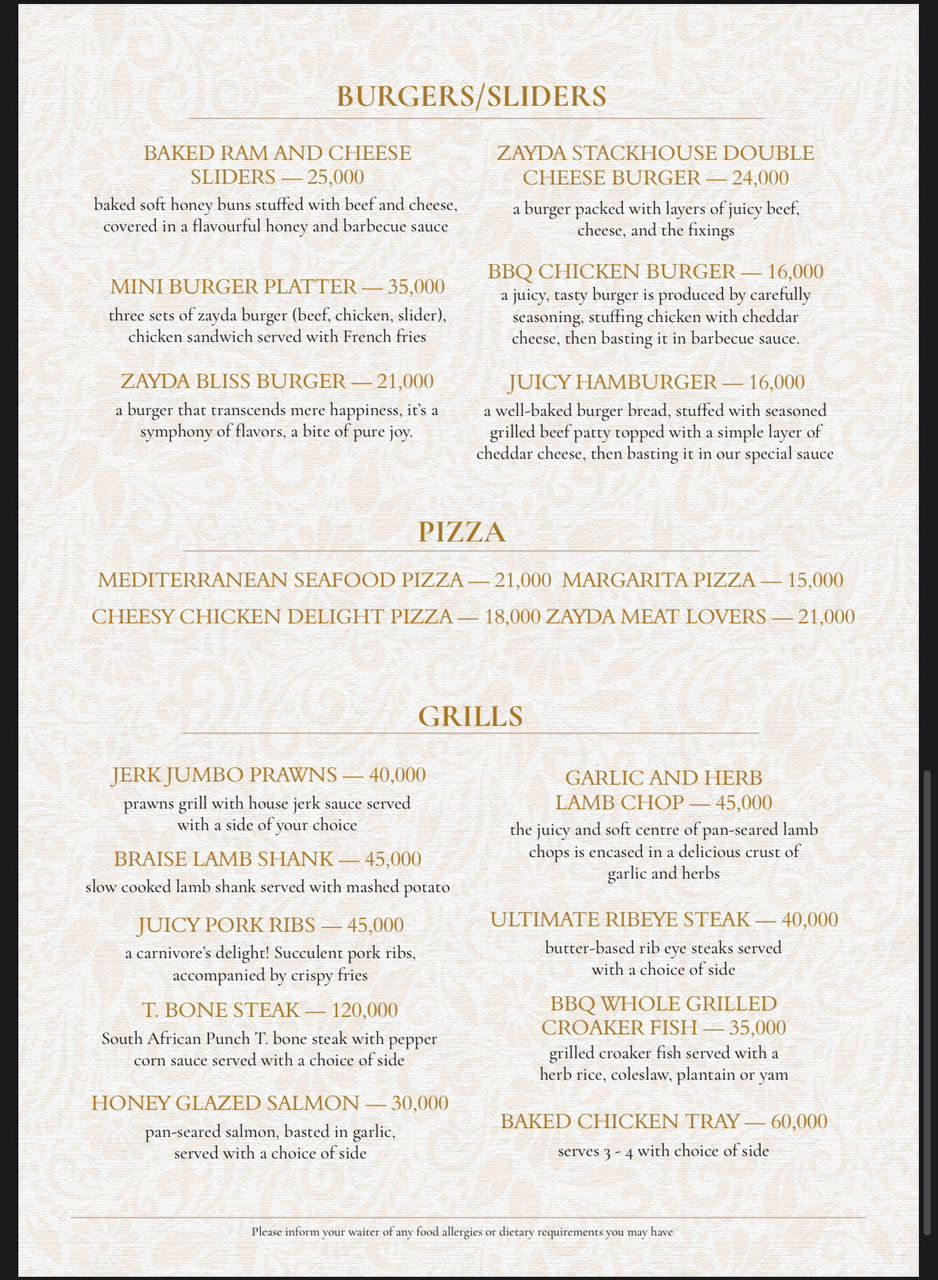 BURGERS/SLIDERS
BAKED RAM AND CHEESE
SLIDERS — 25,000
baked soft honey buns stuffed with beef and cheese,
covered in a flavourful honey and barbecue sauce
MINI BURGER PLATTER — 35,000
three sets of zayda burger (beef, chicken, slider),
chicken sandwich served with French fries
ZAYDA BLISS BURGER — 21,000
a burger that transcends mere happiness, it's a
symphony of flavors, a bite of pure joy.
ZAYDA STACKHOUSE DOUBLE
CHEESE BURGER — 24,000
a burger packed with layers of juicy beef,
cheese, and the fixings
BBQ CHICKEN BURGER — 16,000
a juicy, tasty burger is produced by carefully
seasoning, stuffing chicken with cheddar
cheese, then basting it in barbecue sauce.
JUICY HAMBURGER — 16,000
a well-baked burger bread, stuffed with seasoned
grilled beef patty topped with a simple layer of
cheddar cheese, then basting it in our special sauce
PIZZA
MEDITERRANEAN SEAFOOD PIZZA — 21,000 MARGARITA PIZZA — 15,000
CHEESY CHICKEN DELIGHT PIZZA — 18,000 ZAYDA MEAT LOVERS — 21,000
GRILLS
JERK JUMBO PRAWNS — 40,000
prawns grill with house jerk sauce served
with a side of your choice
BRAISE LAMB SHANK — 45,000
slow cooked lamb shank served with mashed potato
JUICY PORK RIBS — 45,000
a carnivore's delight! Succulent pork ribs,
accompanied by crispy fries
T. BONE STEAK — 120,000
South African Punch T. bone steak with pepper
corn sauce served with a choice of side
HONEY GLAZED SALMON — 30,000
pan-seared salmon, basted in garlic,
served with a choice of side
GARLIC AND HERB
LAMB CHOP — 45,000
the juicy and soft centre of pan-seared lamb
chops is encased in a delicious crust of
garlic and herbs
ULTIMATE RIBEYE STEAK — 40,000
butter-based rib eye steaks served
with a choice of side
BBQ WHOLE GRILLED
CROAKER FISH — 35,000
grilled croaker fish served with a
herb rice, coleslaw, plantain or yam
BAKED CHICKEN TRAY — 60,000
serves 3 - 4 with choice of side
Please inform your waiter of any food allergies or dietary requirements you may have